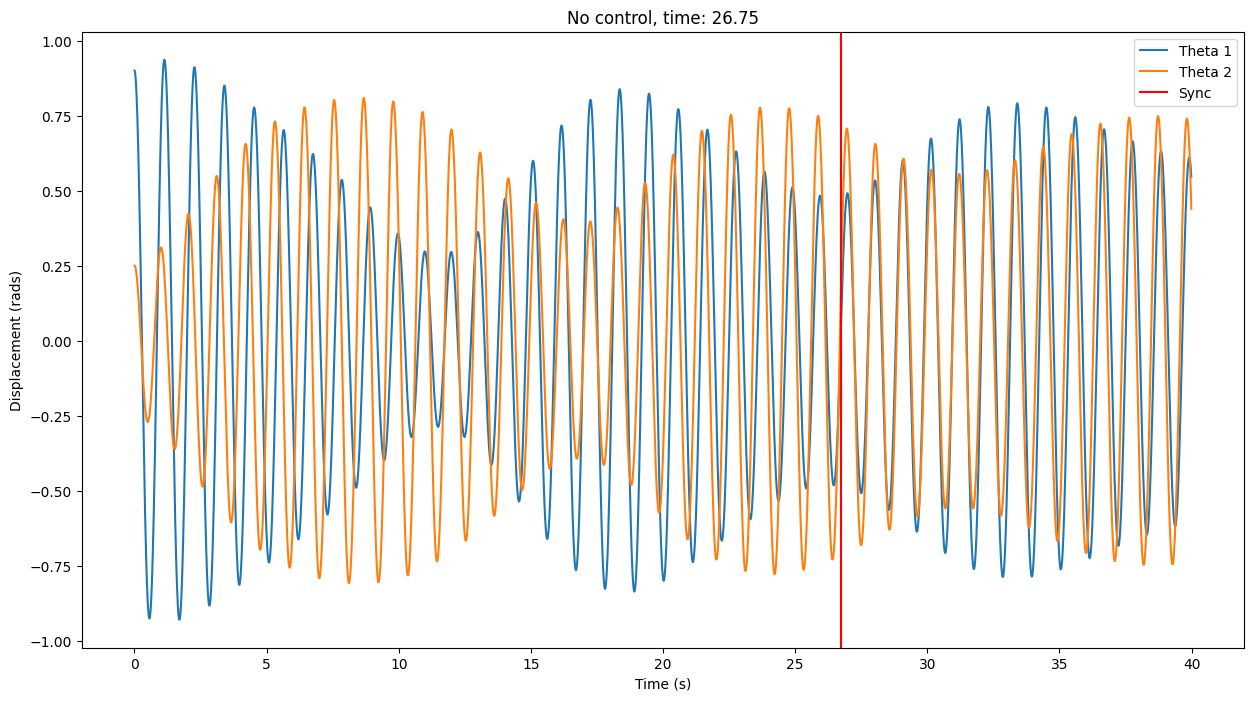 No control, time: 26.75
Theta 1
Theta 2
Sync
Displacement (rads)
1.00
0.75
0.50
0.25
0.00
−0.25
−0.50
−0.75
−1.00
0 5 10 15 20 25 30 35 40
Time (s)